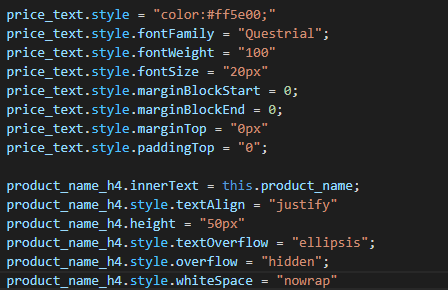 price_text.style = "color:#ff5e00;"
price_text.style.fontFamily = "Questrial";
price_text.style.fontWeight = "100"
price_text.style.fontSize = "20px"
price_text.style.marginBlockStart = 0;
price_text.style.marginBlockEnd = 0;
price_text.style.marginTop = "0px"
price_text.style.paddingTop = "0";
product_name_h4.innerText = this.product_name;
product_name_h4.style.textAlign = "justify"
product_name_h4.height = "50px"
product_name_h4.style.textOverflow = "ellipsis";
product_name_h4.style.overflow = "hidden";
product_name_h4.style.whiteSpace = "nowrap"